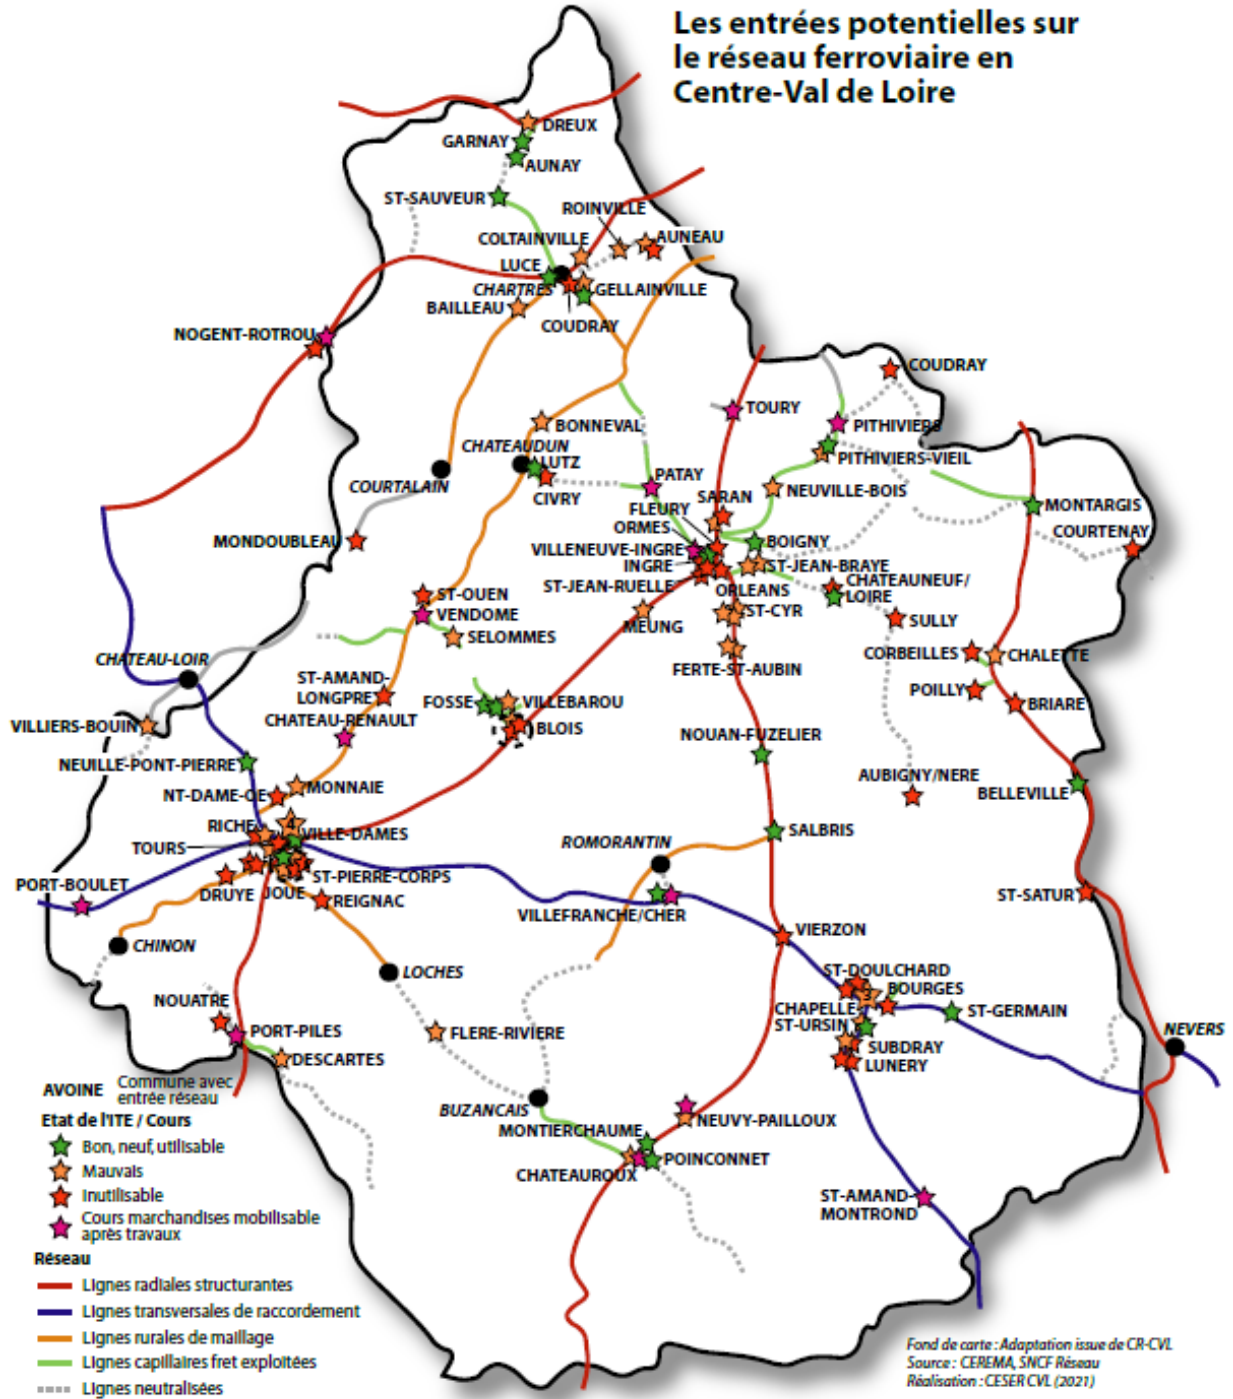 Les entrées potentielles sur
le réseau ferroviaire en
Centre-Val de Loire
DREUX
GARNAY
AUNAY
ST-SAUVEUR
ROINVILLE
COLTAINVILLE
AUNEAU
LUCE
CHARTRES
GELLAINVILLE
BAILLEAU
COUDRAY
NOGENT-ROTROU
COUDRAY
TOURY
PITHIVIERS
BONNEVAL
CHATEAUDUN
LUTZ
PITHIVIERS-VIEIL
COURTALAIN
CIVRY
PATAY
NEUVILLE-BOIS
SARAN
FLEURY
MONTARGIS
ORMES
COURTENAY
MONDOUBLEAU
VILLENEUVE-INGRE
BOIGNY
INGRE
ST-JEAN-BRAYE
ST-JEAN-RUELLE
ORLEANS
CHATEAUNEUF/
LOIRE
ST-OUEN
VENDOME
MEUNG
ST-CYR
SULLY
SELOMMES
CORBEILLES
CHALETTE
CHATEAU-LOIR
FERTE-ST-AUBIN
ST-AMAND-
LONGPRE
POILLY
FOSSE
VILLEBAROU
BRIARE
VILLIERS-BOUIN
CHATEAU-RENAULT
BLOIS
NOUAN-FUZELIER
NEUILLE-PONT-PIERRE
AUBIGNY/NERE
MONNAIE
BELLEVILLE
NT-DAME-OE
RICHE
4
VILLE-DAMES
SALBRIS
TOURS
ROMORANTIN
PORT-BOULET
ST-PIERRE-CORPS
DRUYE
JOUE
REIGNAC
ST-SATUR
VILLEFRANCHE/CHER
VIERZON
CHINON
LOCHES
ST-DOULCHARD
BOURGES
3
NOUATRE
CHAPELLE-
ST-URSIN
ST-GERMAIN
PORT-PILES
FLERE-RIVIERE
NEVERS
DESCARTES
SUBDRAY
LUNERY
BUZANCAIS
NEUVY-PAILLOUX
MONTIERCHAUME
CHATEAUROUX
POINCONNET
ST-AMAND-
MONTROND
AVOINE Commune avec
entrée réseau
Etat de l'ITE / Cours
Bon, neuf, utilisable
Mauvais
Inutilisable
Cours marchandises mobilisable
après travaux
Réseau
Lignes radiales structurantes
Lignes transversales de raccordement
Lignes rurales de maillage
Lignes capillaires fret exploitées
Lignes neutralisées
Fond de carte : Adaptation issue de CR-CVL
Source : CEREMA, SNCF Réseau
Réalisation : CESER CVL (2021)